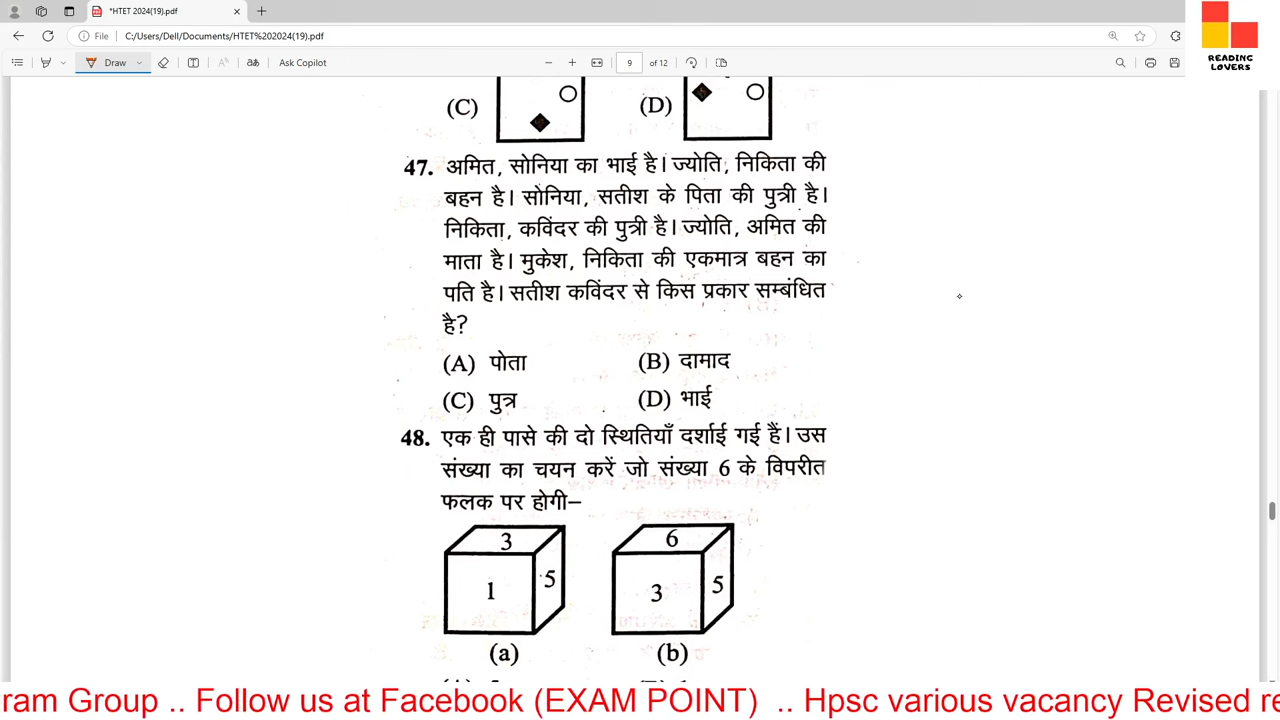 *HTET 2024(19).pdf
File
C:/Users/Dell/Documents/HTET%202024(19).pdf
READING
LOVERS
Draw
Ask Copilot
9 of 12
(C) (D)
47. अमित, सोनिया का भाई है। ज्योति, निकिता की
बहन है। सोनिया, सतीश के पिता की पुत्री है।
निकिता, कविंदर की पुत्री है। ज्योति, अमित की
माता है। मुकेश, निकिता की एकमात्र बहन का
पति है। सतीश कविंदर से किस प्रकार सम्बंधित
है?
(A) पोता (B) दामाद
(C) पुत्र (D) भाई
48. एक ही पासे की दो स्थितियाँ दर्शाई गई हैं। उस
संख्या का चयन करें जो संख्या 6 के विपरीत
फलक पर होगी–
3 6
1 5 3 5
(a) (b)
ram Group .. Follow us at Facebook (EXAM POINT) .. Hpsc various vacancy Revised re